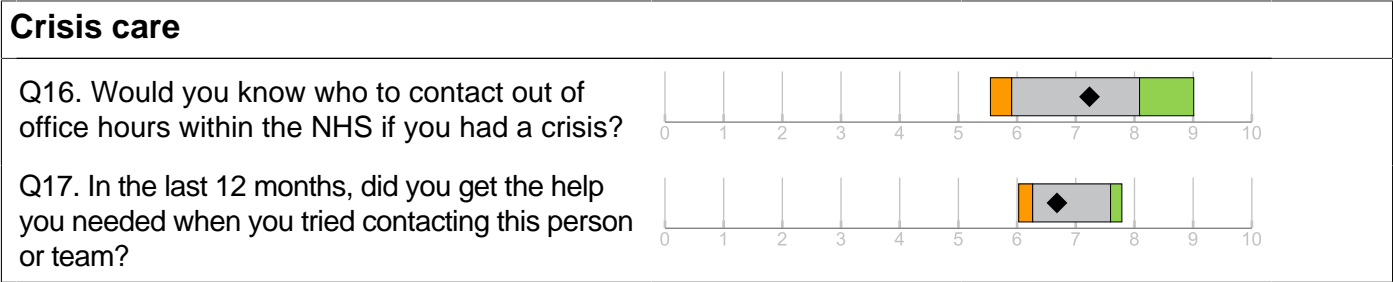 Crisis care
Q16. Would you know who to contact out of
office hours within the NHS if you had a crisis?
0 1 2 3 4 5 6 7 8 9 10
Q17. In the last 12 months, did you get the help
you needed when you tried contacting this person
or team?
0 1 2 3 4 5 6 7 8 9 10